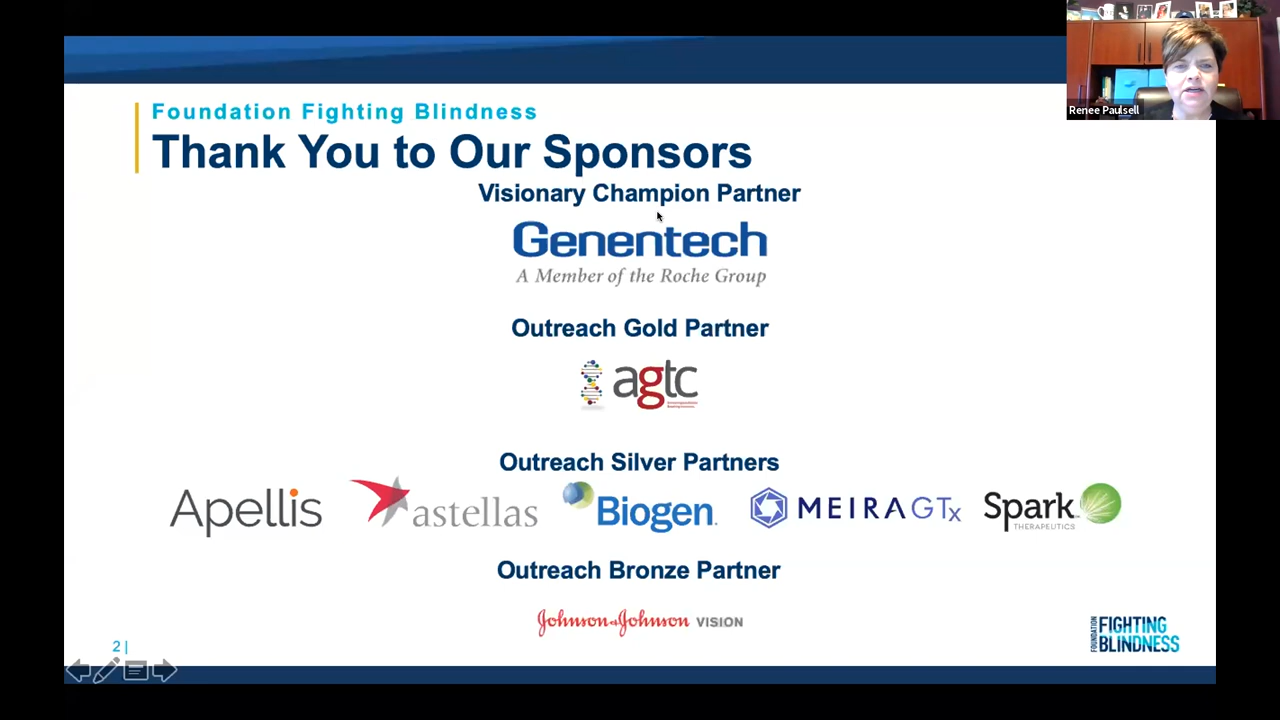 Renee Paulsell
Foundation Fighting Blindness
Thank You to Our Sponsors
Visionary Champion Partner
Genentech
A Member of the Roche Group
Outreach Gold Partner
agtc
Outreach Silver Partners
Apellis
astellas
Biogen
MEIRAGTx
Spark
THERAPEUTICS
Outreach Bronze Partner
Johnson & Johnson VISION
2 |
FOUNDATION
FIGHTING
BLINDNESS